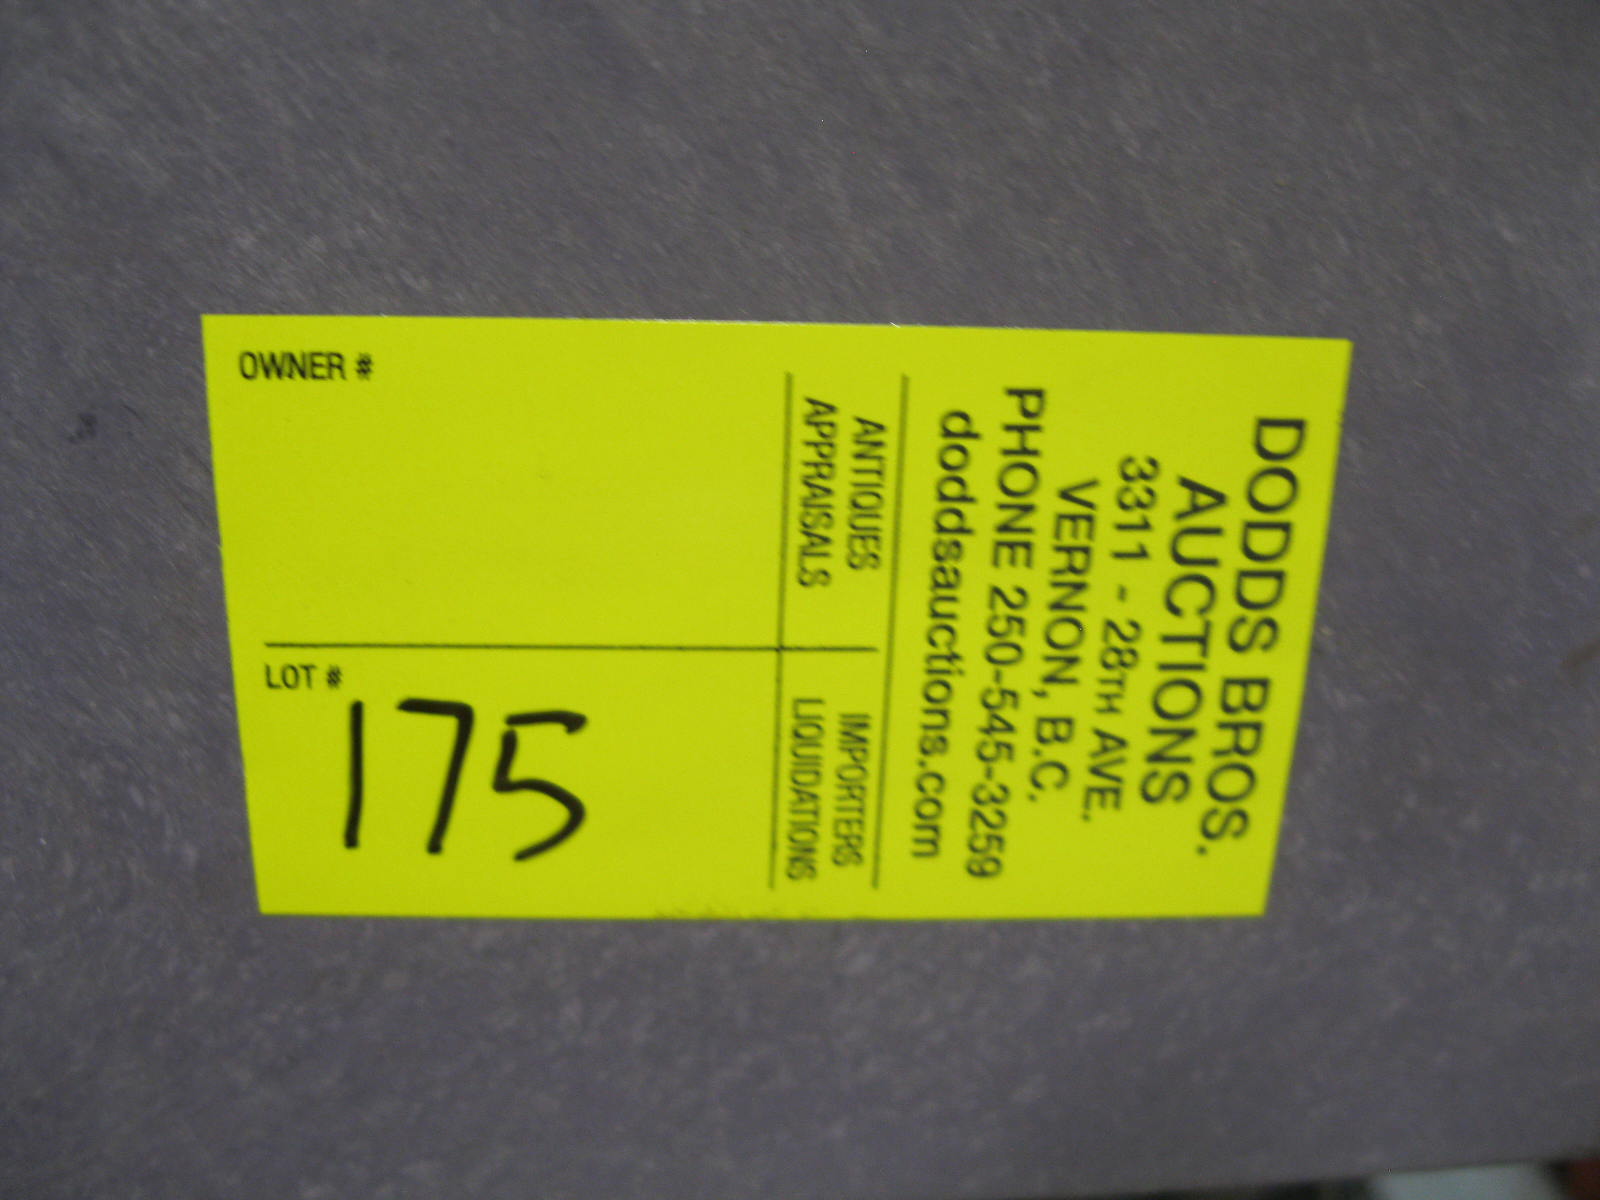 DODDS BROS.
AUCTIONS
3311 - 28TH AVE.
VERNON, B.C.
PHONE 250-545-3259
doddsauctions.com
ANTIQUES
APPRAISALS
IMPORTERS
LIQUIDATIONS
OWNER #
LOT #
175